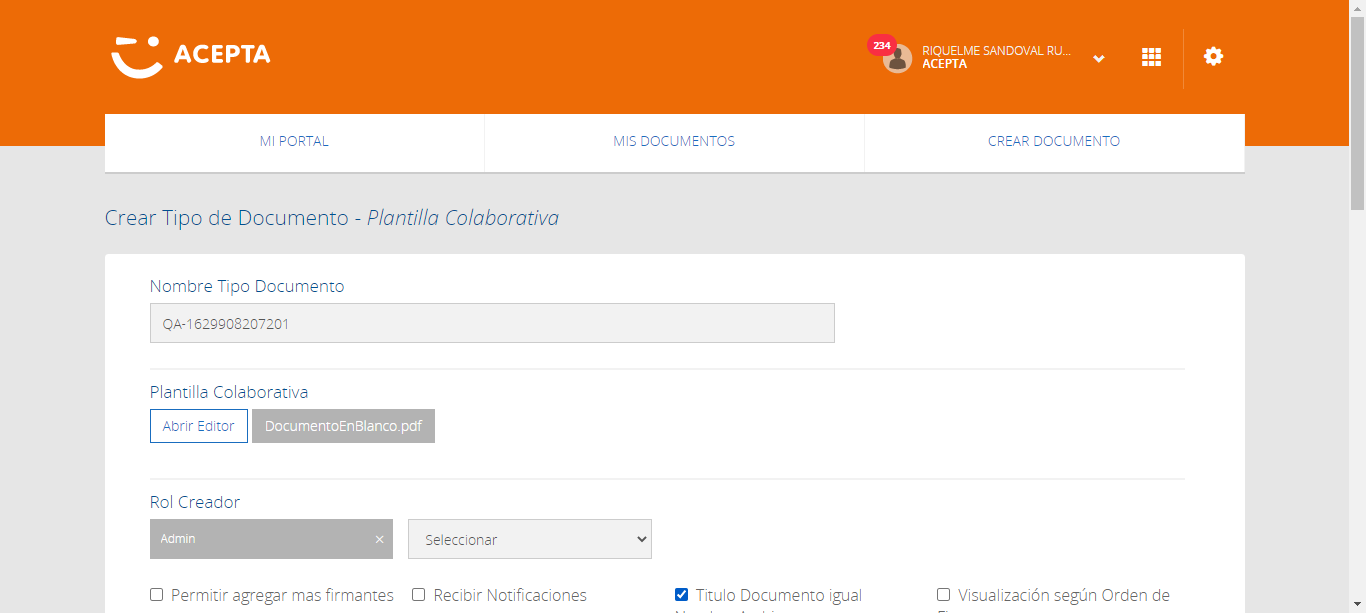 ACEPTA
234
RIQUELME SANDOVAL RU...
ACEPTA
MI PORTAL
MIS DOCUMENTOS
CREAR DOCUMENTO
Crear Tipo de Documento - Plantilla Colaborativa
Nombre Tipo Documento
QA-1629908207201
Plantilla Colaborativa
Abrir Editor
DocumentoEnBlanco.pdf
Rol Creador
Admin ×
Seleccionar
Permitir agregar mas firmantes
Recibir Notificaciones
Titulo Documento igual
Visualización según Orden de